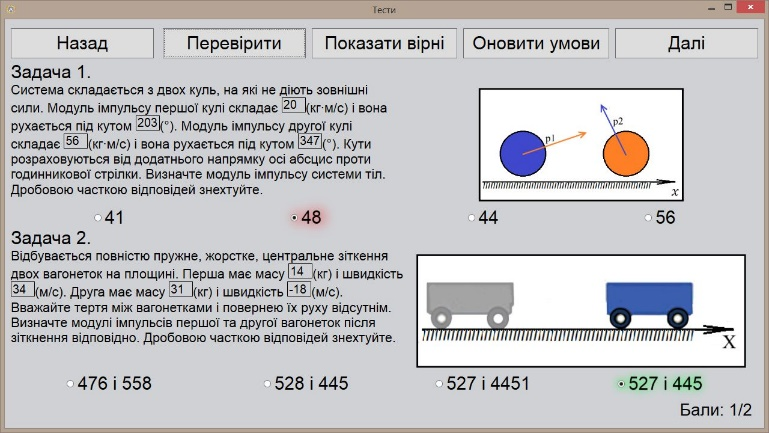 Тести
Назад Перевірити Показати вірні Оновити умови Далі
Задача 1.
Система складається з двох куль, на які не діють зовнішні
сили. Модуль імпульсу першої кулі складає 20 (кг·м/с) і вона
рухається під кутом 203 (°). Модуль імпульсу другої кулі
складає 56 (кг·м/с) і вона рухається під кутом 347 (°). Кути
розраховуються від додатнього напрямку осі абсцис проти
годинникової стрілки. Визначте модуль імпульсу системи тіл.
Дробовою часткою відповідей знехтуйте.
p1 p2
x
41 48 44 56
Задача 2.
Відбувається повністю пружне, жорстке, центральне зіткнення
двох вагонеток на площині. Перша має масу 14 (кг) і швидкість
34 (м/с). Друга має масу 31 (кг) і швидкість -18 (м/с).
Вважайте тертя між вагонетками і повернею їх руху відсутнім.
Визначте модулі імпульсів першої та другої вагонеток після
зіткнення відповідно. Дробовою часткою відповідей знехтуйте.
X
476 і 558 528 і 445 527 і 4451 527 і 445
Бали: 1/2